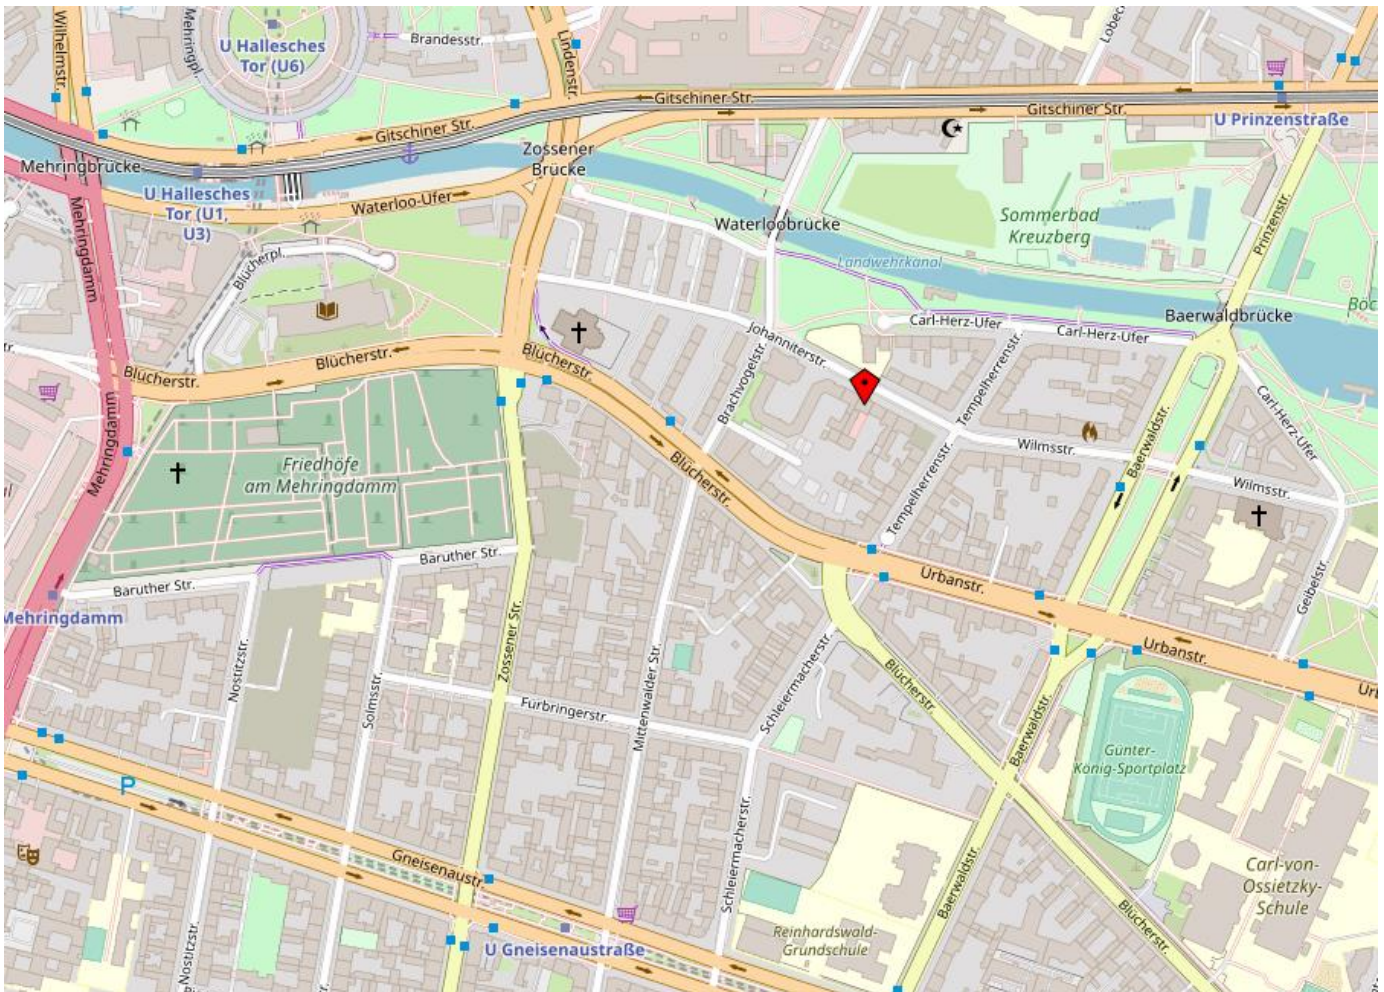 Wilhelmstr.
Mehringpl.
U Hallesches
Tor (U6)
Brandesstr.
Lindenstr.
Gitschiner Str.
Gitschiner Str.
Gitschiner Str.
U Prinzenstraße
Mehringbrücke
Zossener
Brücke
U Hallesches
Tor (U1,
U3)
Waterloo-Ufer
Waterloobrücke
Sommerbad
Kreuzberg
Prinzenstr.
Mehringdamm
Blücherpl.
Landwehrkanal
Baerwaldbrücke
Carl-Herz-Ufer
Carl-Herz-Ufer
Johanniterstr.
Blücherstr.
Blücherstr.
Blücherstr.
Brachvogelstr.
Tempelherrenstr.
Carl-Herz-Ufer
Mehringdamm
Friedhöfe
am Mehringdamm
Blücherstr.
Tempelherrenstr.
Wilmsstr.
Baerwaldstr.
Wilmsstr.
Baruther Str.
Baruther Str.
Urbanstr.
Geibelstr.
Mehringdamm
Zossener Str.
Nostitzstr.
Solmsstr.
Mittenwalder Str.
Schleiermacherstr.
Blücherstr.
Urbanstr.
Fürbringerstr.
Baerwaldstr.
Günter-
König-Sportplatz
P
Schleiermacherstr.
Gneisenaustr.
Baerwaldstr.
Carl-von-
Ossietzky-
Schule
Nostitzstr.
U Gneisenaustraße
Reinhardswald-
Grundschule
Blücherstr.